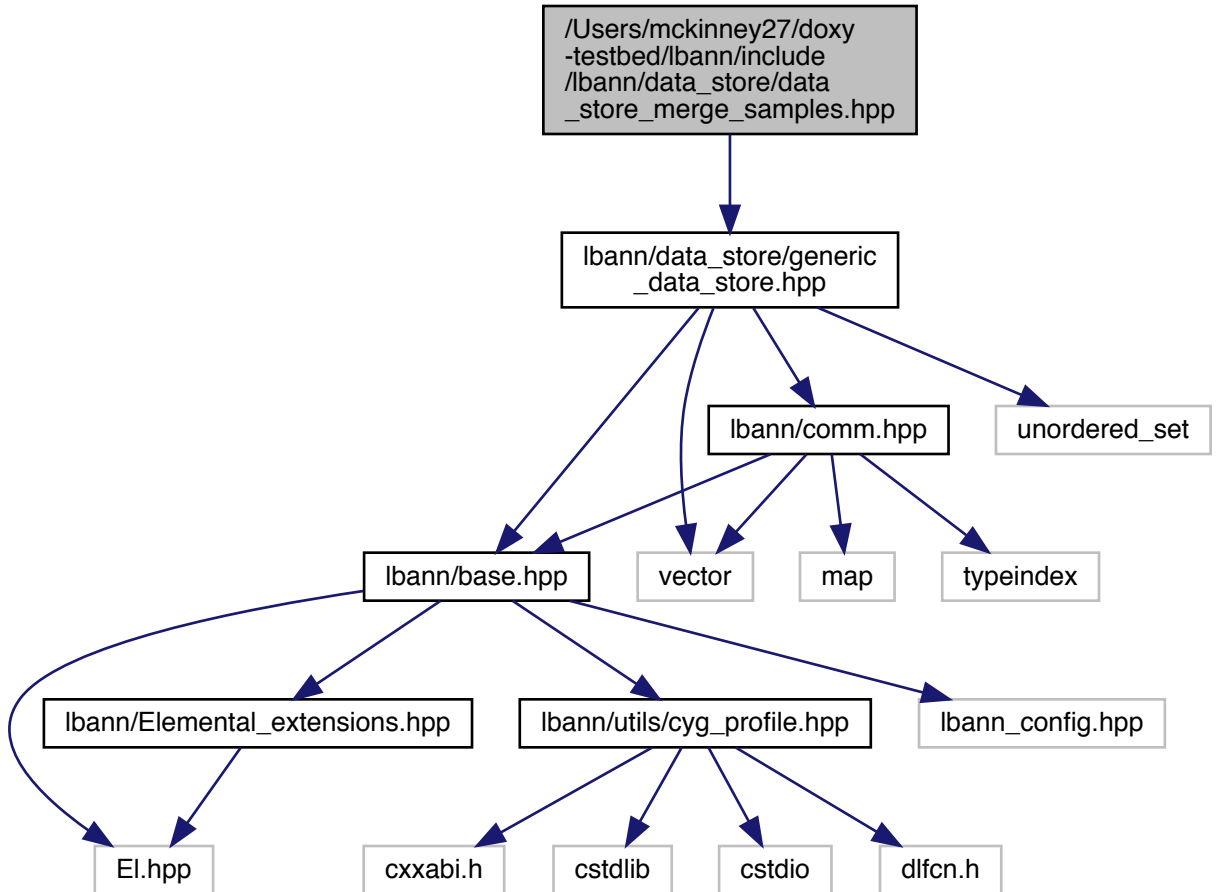 /Users/mckinney27/doxy
-testbed/lbann/include
/lbann/data_store/data
_store_merge_samples.hpp
lbann/data_store/generic
_data_store.hpp
lbann/comm.hpp
unordered_set
lbann/base.hpp
vector
map
typeindex
lbann/Elemental_extensions.hpp
lbann/utils/cyg_profile.hpp
lbann_config.hpp
El.hpp
cxxabi.h
cstdlib
cstdio
dlfcn.h